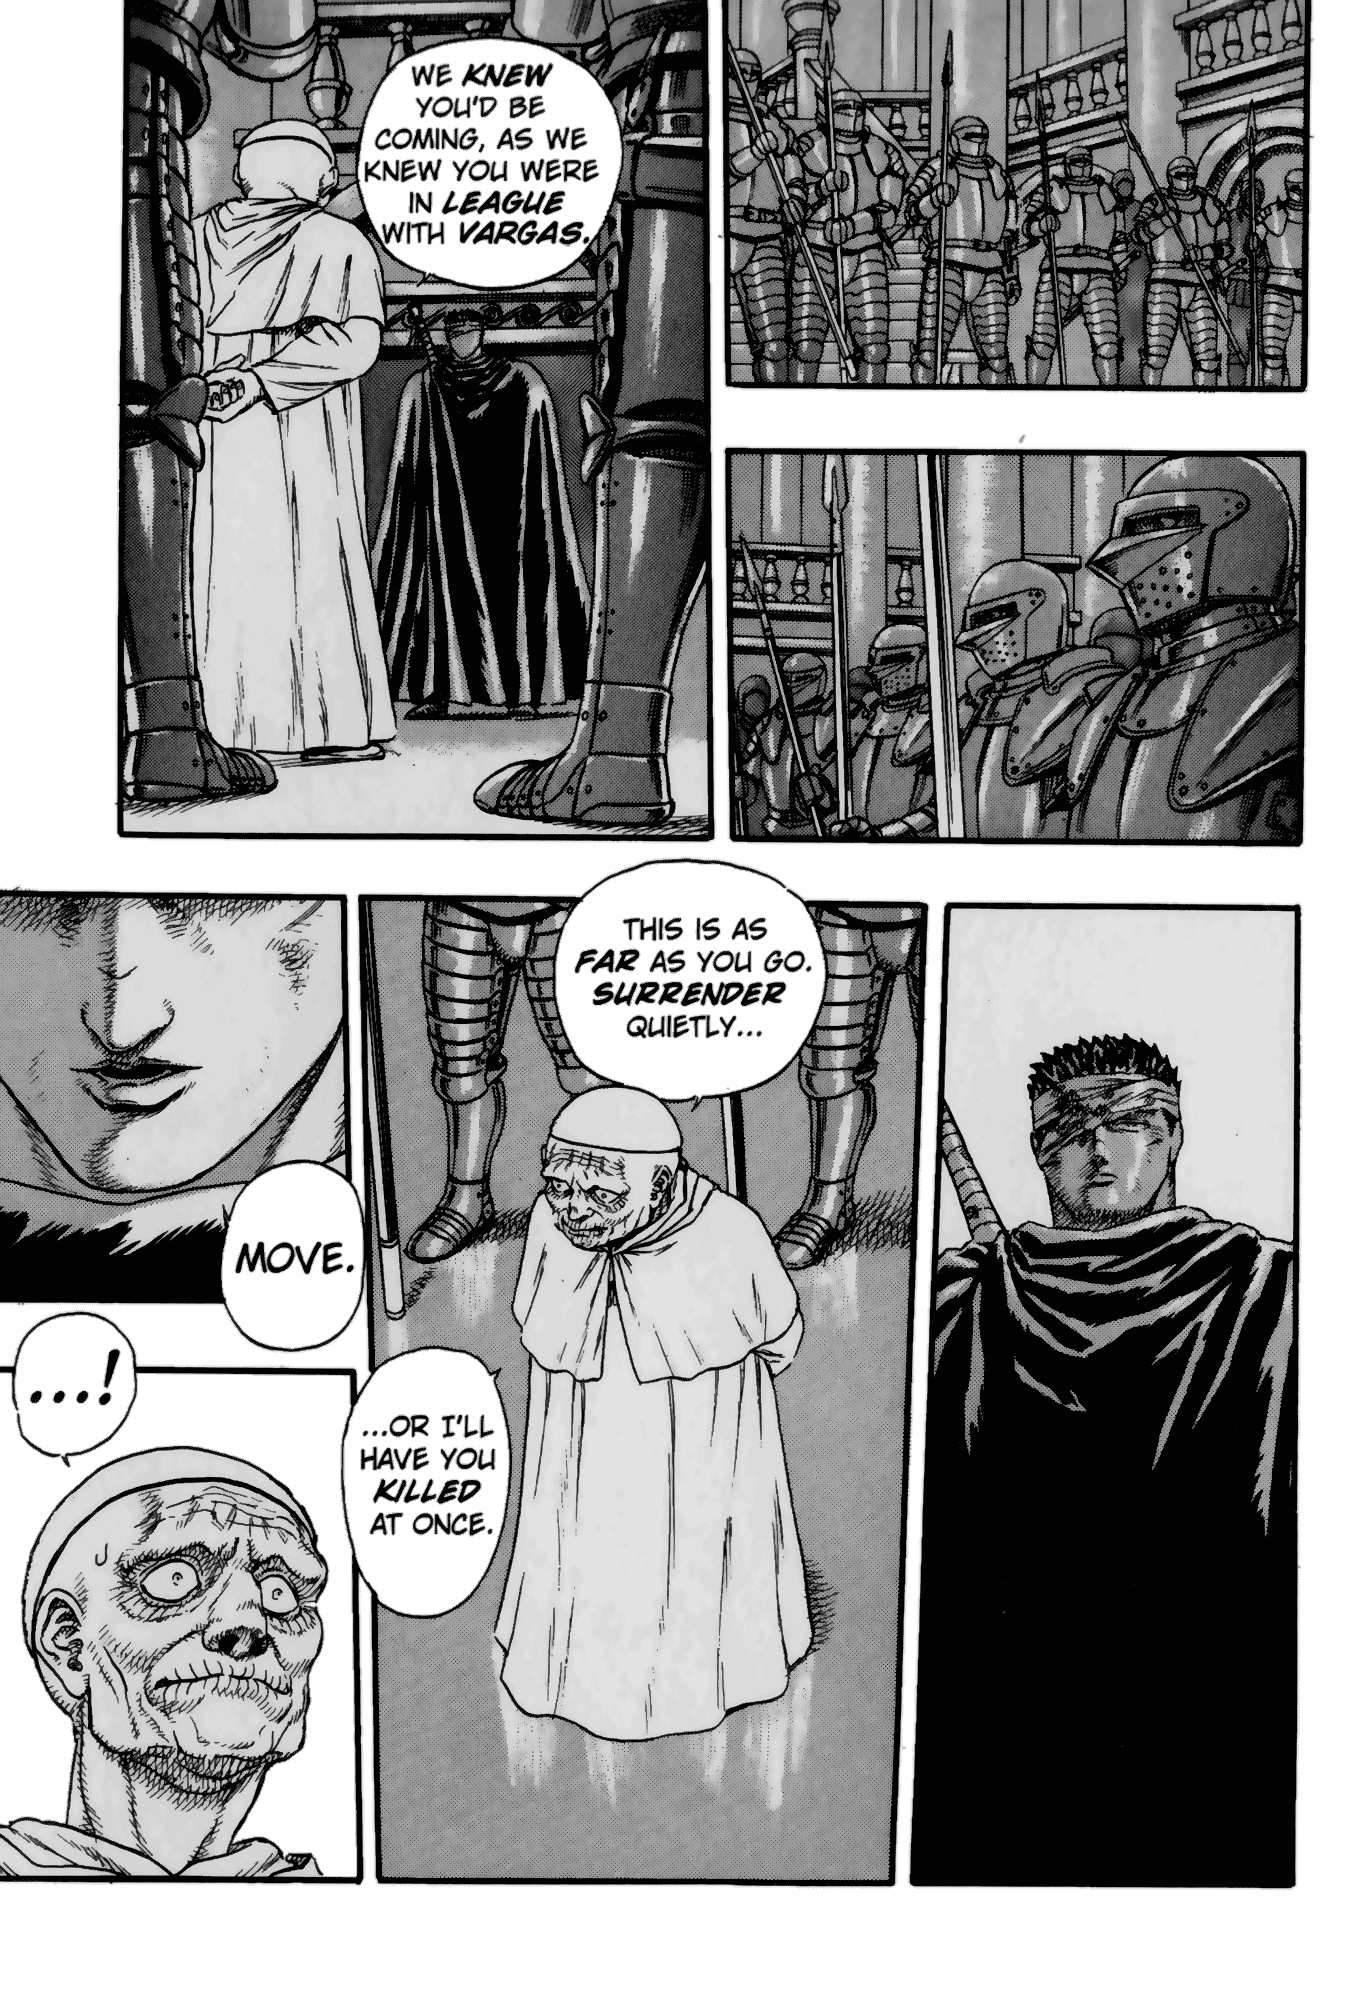 WE KNEW
YOU'D BE
COMING, AS WE
KNEW YOU WERE
IN LEAGUE
WITH VARGAS.
THIS IS AS
FAR AS YOU GO.
SURRENDER
QUIETLY...
...OR I'LL
HAVE YOU
KILLED
AT ONCE.
MOVE.
...!